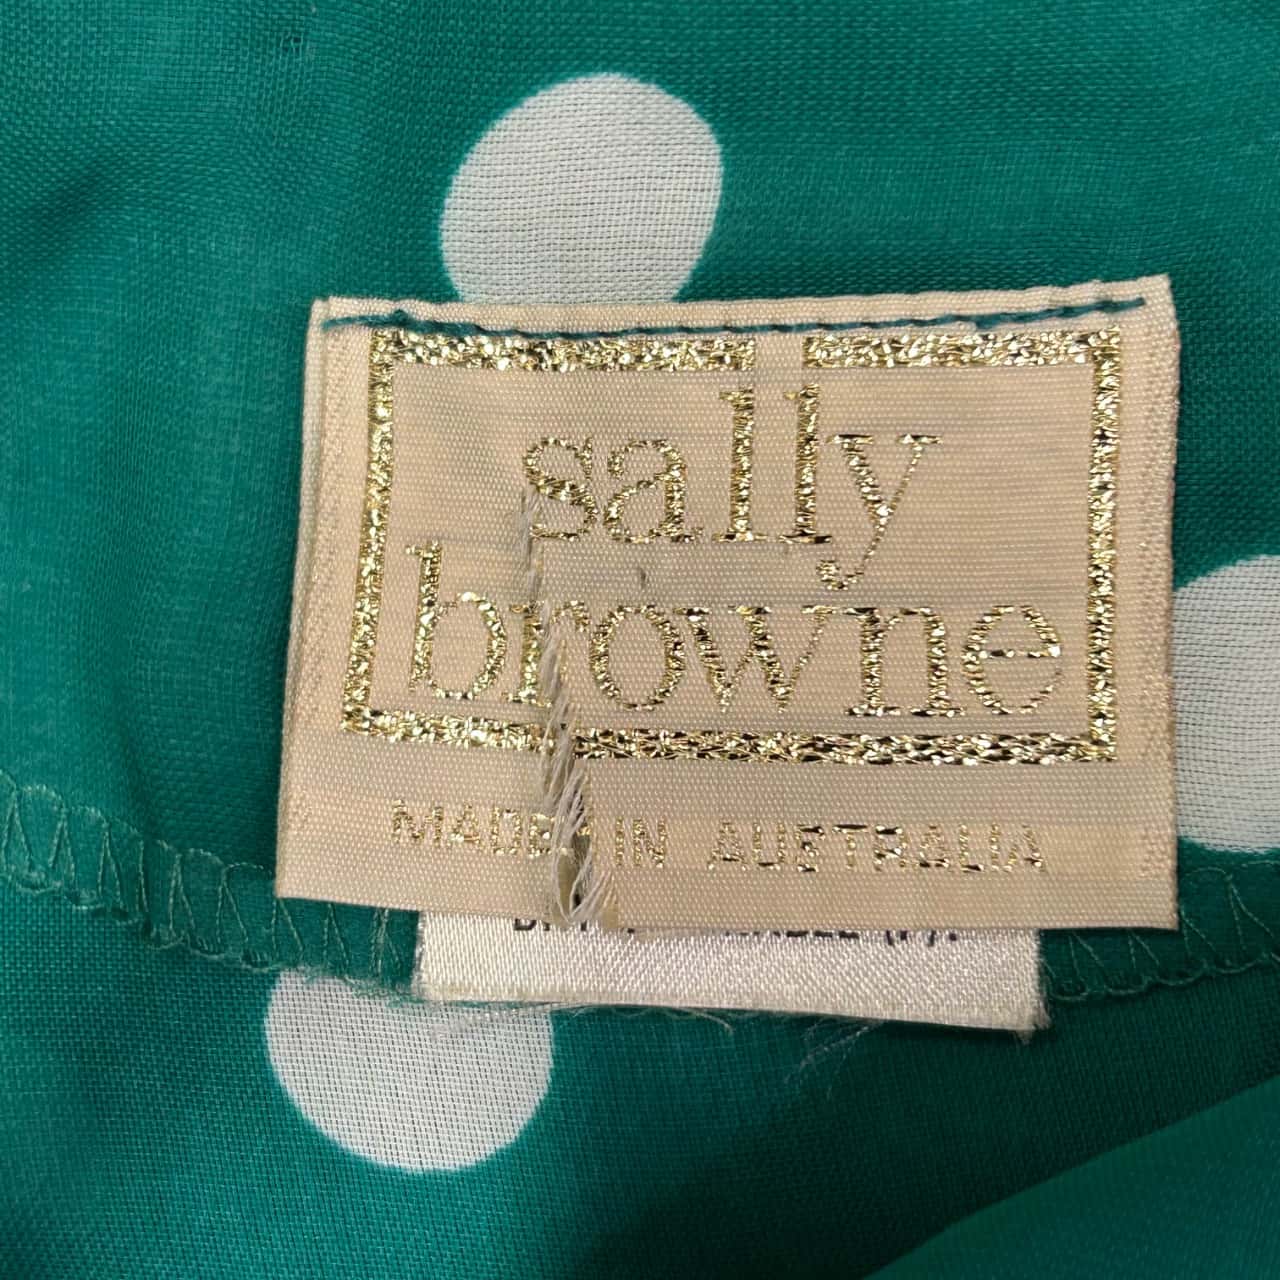 sally
browne
MADE IN AUSTRALIA
(P).